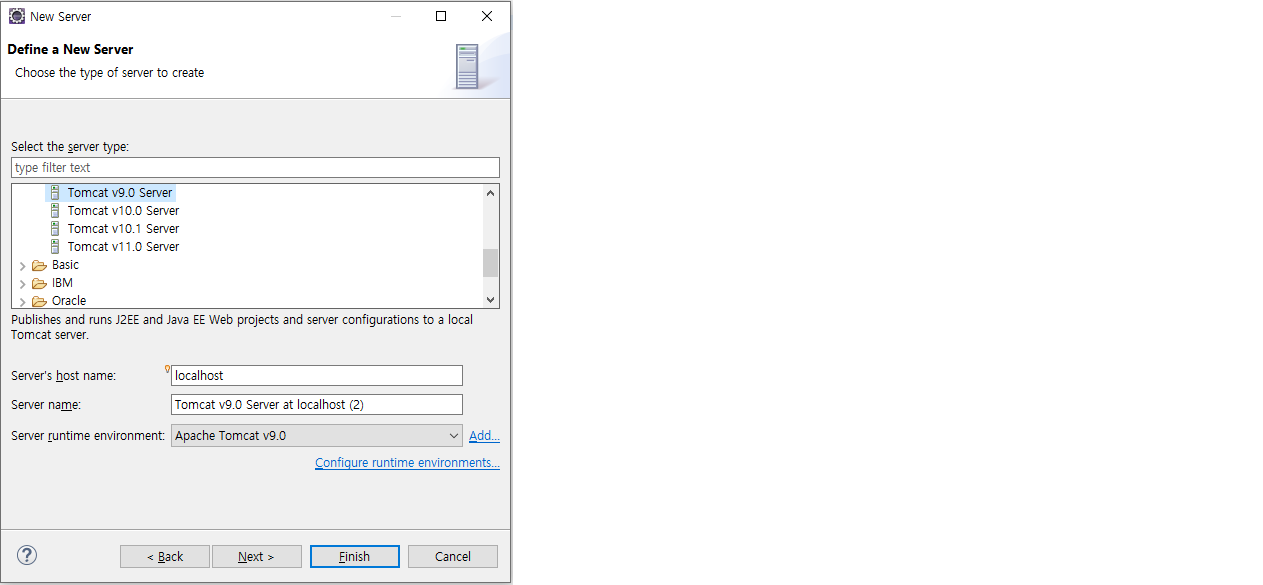 New Server
Define a New Server
Choose the type of server to create
Select the server type:
type filter text
Tomcat v9.0 Server
Tomcat v10.0 Server
Tomcat v10.1 Server
Tomcat v11.0 Server
Basic
IBM
Oracle
Publishes and runs J2EE and Java EE Web projects and server configurations to a local
Tomcat server.
Server's host name: localhost
Server name: Tomcat v9.0 Server at localhost (2)
Server runtime environment: Apache Tomcat v9.0 Add...
Configure runtime environments...
? < Back Next > Finish Cancel